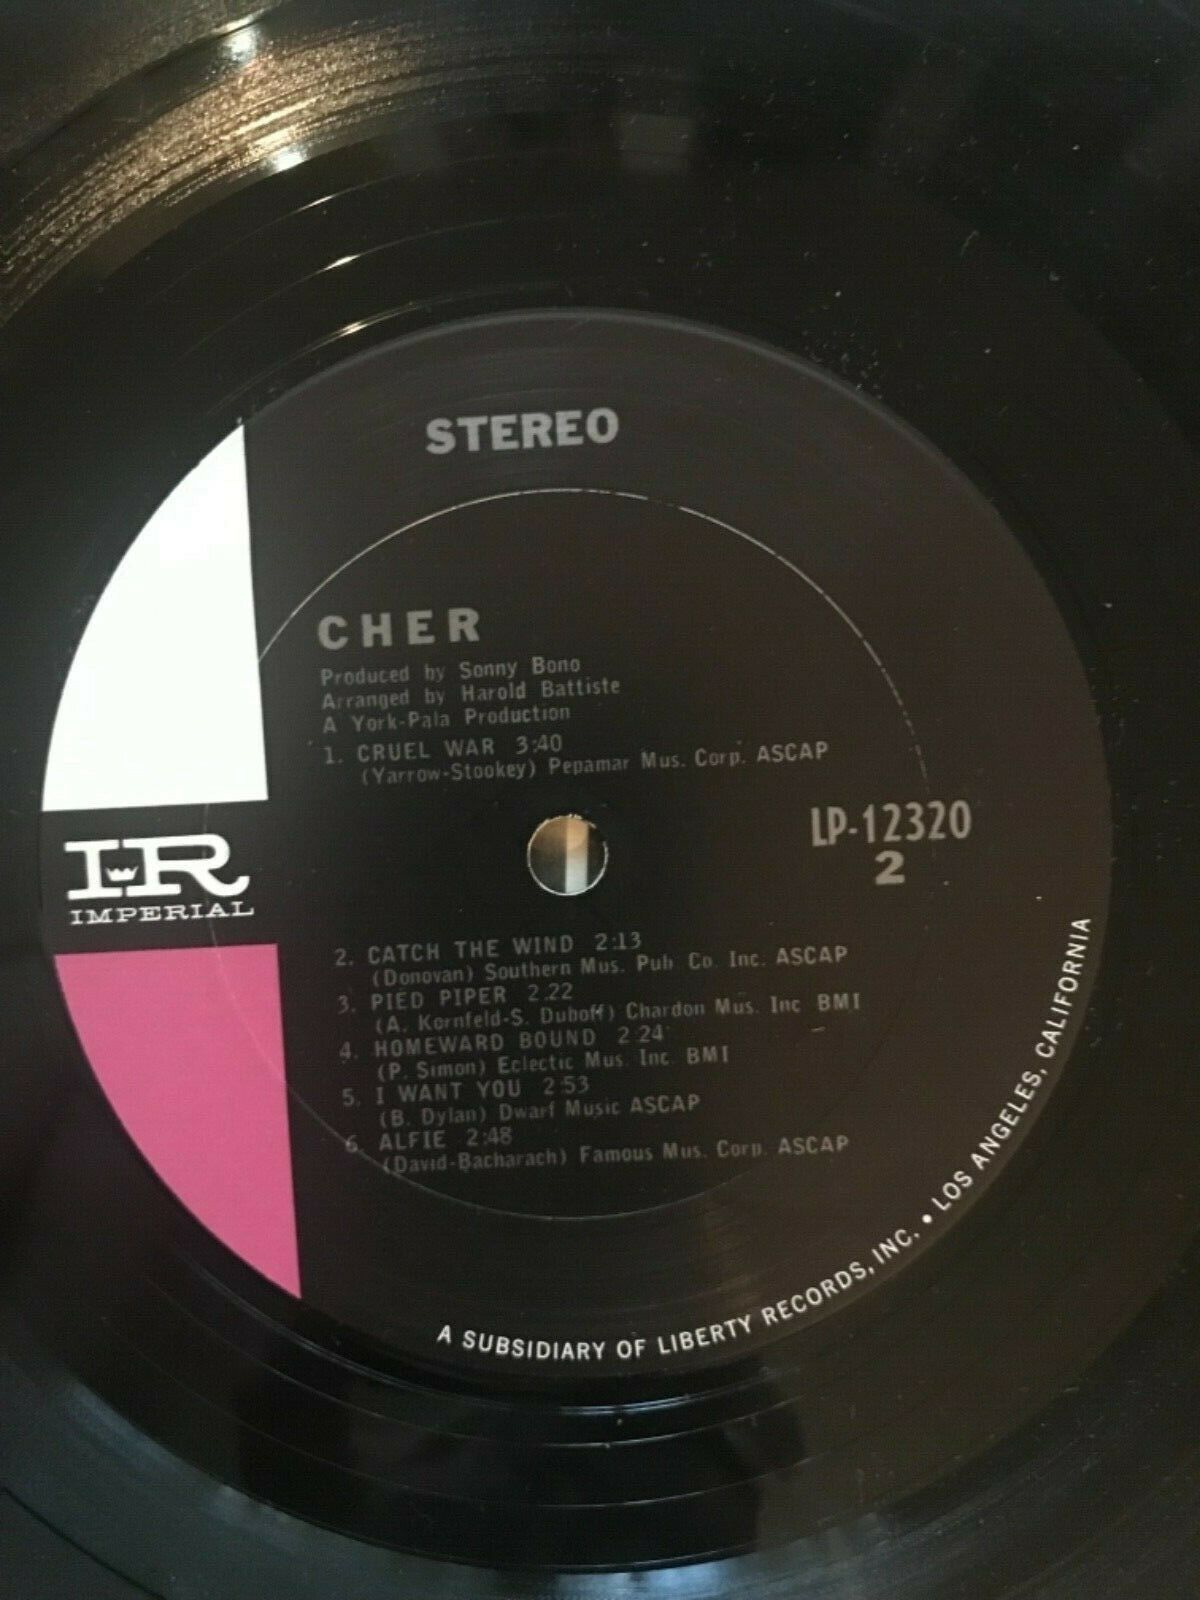 STEREO
CHER
Produced by Sonny Bono
Arranged by Harold Battiste
A York-Pala Production
1. CRUEL WAR 3:40
(Yarrow-Stookey) Pepamar Mus. Corp. ASCAP
LP-12320
2
IR
IMPERIAL
2. CATCH THE WIND 2:13
(Donovan) Southern Mus. Pub Co. Inc. ASCAP
3. PIED PIPER 2:22
(A. Kornfeld-S. Duboff) Chardon Mus. Inc BMI
4. HOMEWARD BOUND 2:24
(P. Simon) Eclectic Mus. Inc. BMI
5. I WANT YOU 2:53
(B. Dylan) Dwarf Music ASCAP
6. ALFIE 2:48
(David-Bacharach) Famous Mus. Corp. ASCAP
A SUBSIDIARY OF LIBERTY RECORDS, INC. • LOS ANGELES, CALIFORNIA